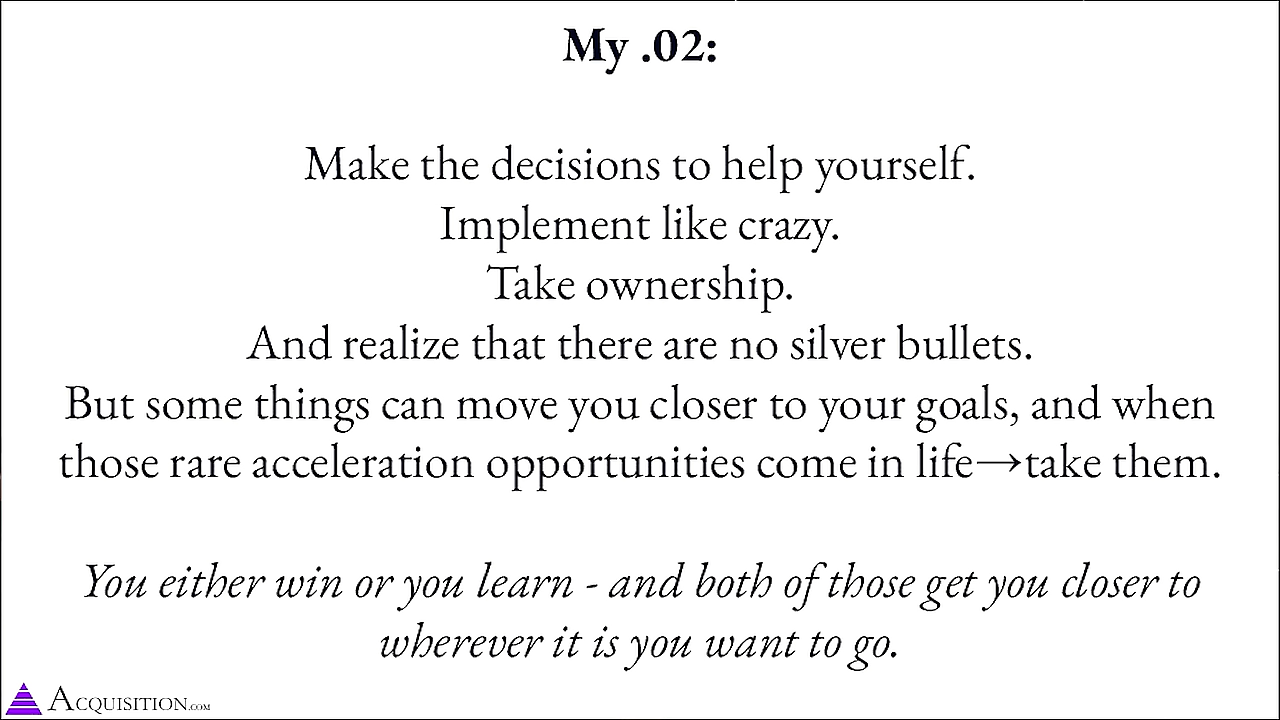 My .02:
Make the decisions to help yourself.
Implement like crazy.
Take ownership.
And realize that there are no silver bullets.
But some things can move you closer to your goals, and when
those rare acceleration opportunities come in life→take them.
You either win or you learn - and both of those get you closer to
wherever it is you want to go.
ACQUISITION.COM